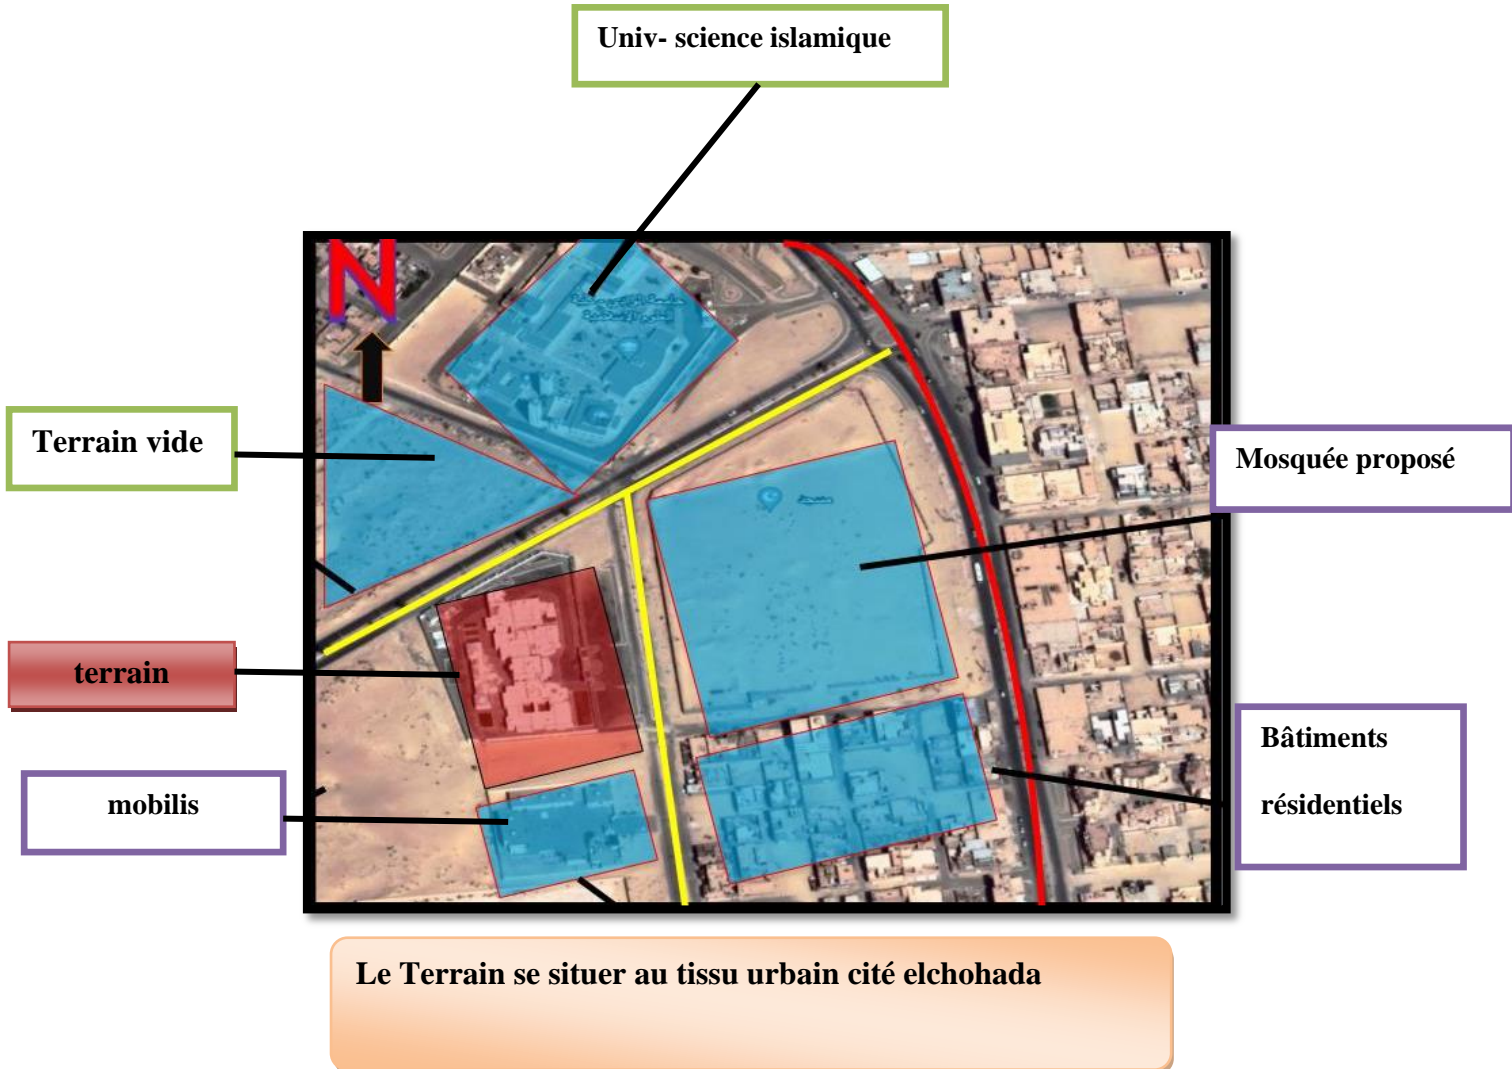 Univ- science islamique
N
Terrain vide
Mosquée proposé
terrain
Bâtiments
résidentiels
mobilis
Le Terrain se situer au tissu urbain cité elchohada